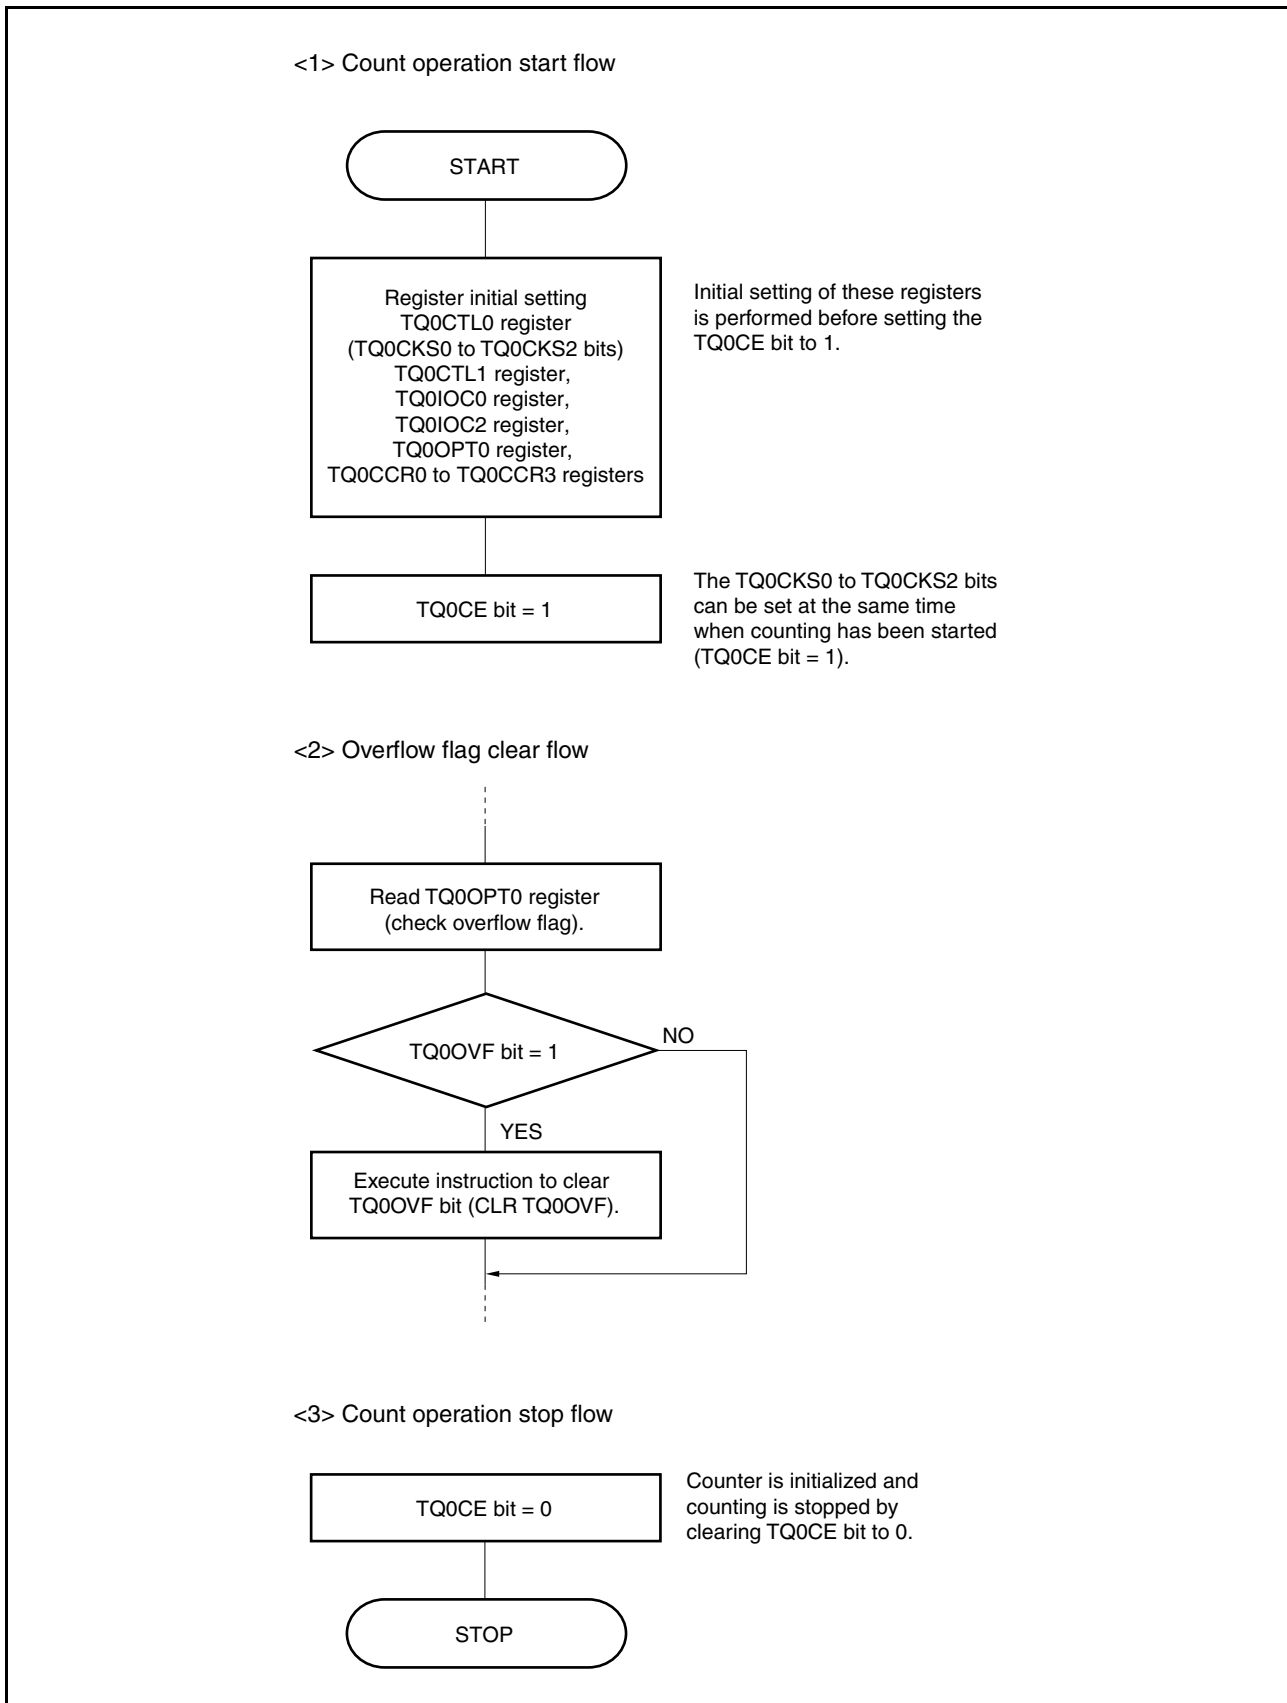 <1> Count operation start flow
START
Register initial setting
TQ0CTL0 register
(TQ0CKS0 to TQ0CKS2 bits)
TQ0CTL1 register,
TQ0IOC0 register,
TQ0IOC2 register,
TQ0OPT0 register,
TQ0CCR0 to TQ0CCR3 registers
Initial setting of these registers
is performed before setting the
TQ0CE bit to 1.
TQ0CE bit = 1
The TQ0CKS0 to TQ0CKS2 bits
can be set at the same time
when counting has been started
(TQ0CE bit = 1).
<2> Overflow flag clear flow
Read TQ0OPT0 register
(check overflow flag).
TQ0OVF bit = 1
NO
YES
Execute instruction to clear
TQ0OVF bit (CLR TQ0OVF).
<3> Count operation stop flow
TQ0CE bit = 0
Counter is initialized and
counting is stopped by
clearing TQ0CE bit to 0.
STOP